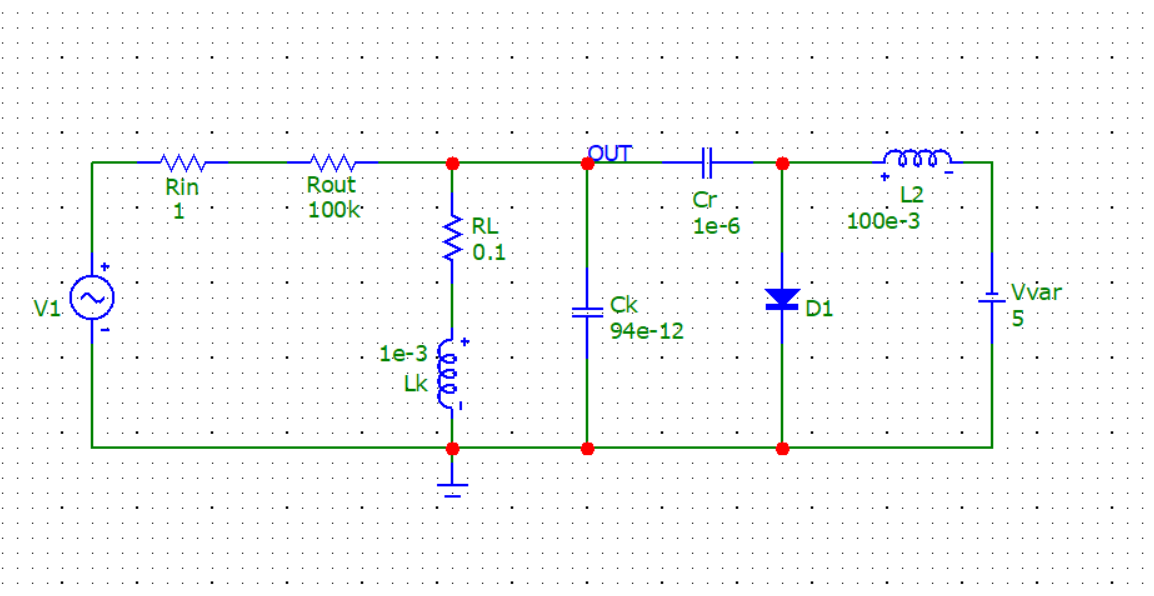 OUT
Rin
1
Rout
100k
Cr
1e-6
L2
100e-3
RL
0.1
V1
Ck
94e-12
D1
Vvar
5
1e-3
Lk